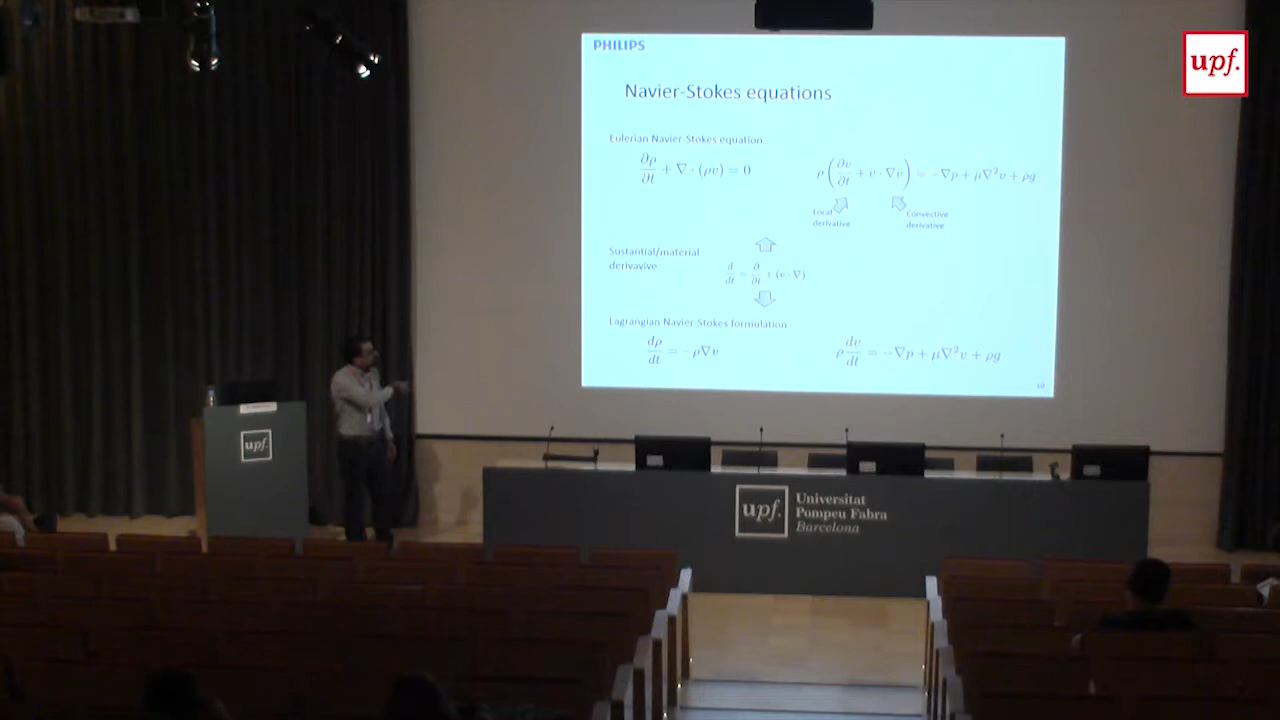 PHILIPS
upf.
Navier-Stokes equations
Eulerian Navier-Stokes equation
∂ρ/∂t + ∇ · (ρv) = 0
ρ(∂v/∂t + v · ∇v) = −∇p + μ∇²v + ρg
Local
derivative
Convective
derivative
Sustantial/material
derivavive
d/dt = ∂/∂t + (v · ∇)
Lagrangian Navier-Stokes formulation
dρ/dt = −ρ∇v
ρ dv/dt = −∇p + μ∇²v + ρg
upf.
upf.
Universitat
Pompeu Fabra
Barcelona